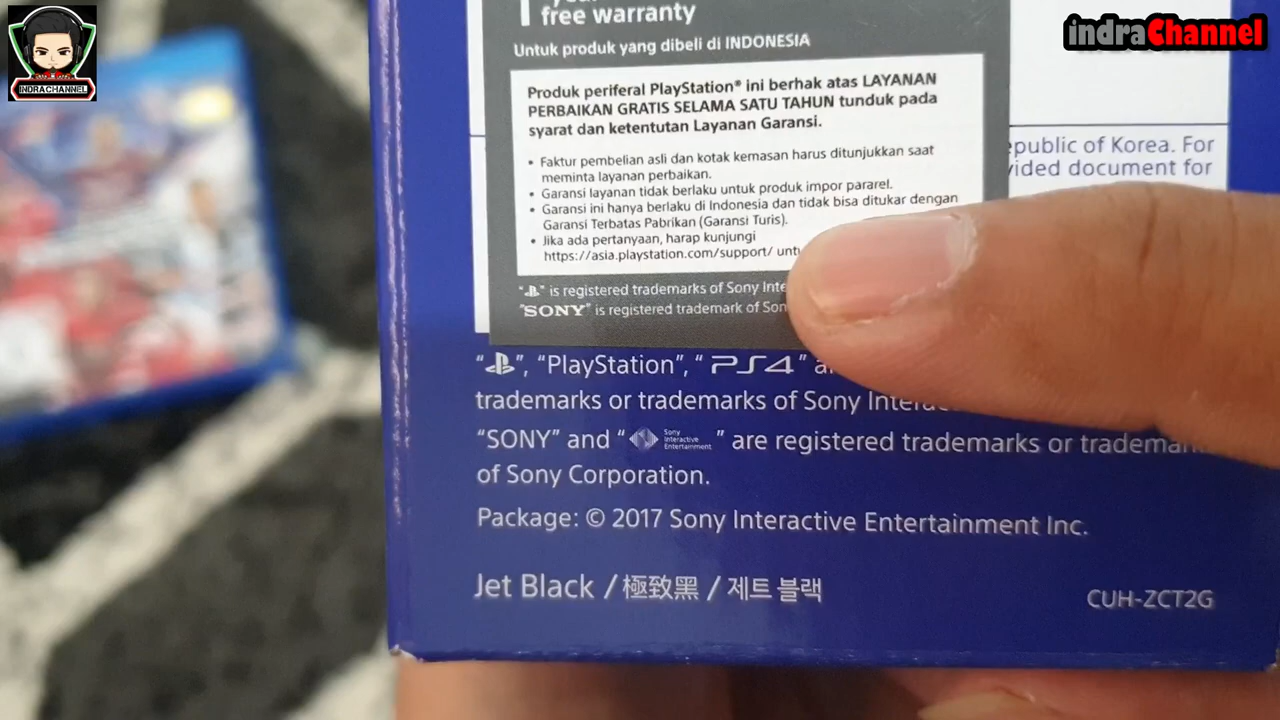 INDRACHANNEL
indraChannel
free warranty
Untuk produk yang dibeli di INDONESIA
Produk periferal PlayStation® ini berhak atas LAYANAN
PERBAIKAN GRATIS SELAMA SATU TAHUN tunduk pada
syarat dan ketentutan Layanan Garansi.
• Faktur pembelian asli dan kotak kemasan harus ditunjukkan saat
meminta layanan perbaikan.
• Garansi layanan tidak berlaku untuk produk impor pararel.
• Garansi ini hanya berlaku di Indonesia dan tidak bisa ditukar dengan
Garansi Terbatas Pabrikan (Garansi Turis).
• Jika ada pertanyaan, harap kunjungi
https://asia.playstation.com/support/
is registered trademarks of Sony
"SONY" is registered trademark of
of Korea. For
document for
"PlayStation", "PS4"
trademarks or trademarks of Sony
"SONY" and "Sony Interactive Entertainment" are registered trademarks or
of Sony Corporation.
Package: © 2017 Sony Interactive Entertainment Inc.
Jet Black / 極致黑 / 제트 블랙
CUH-ZCT2G